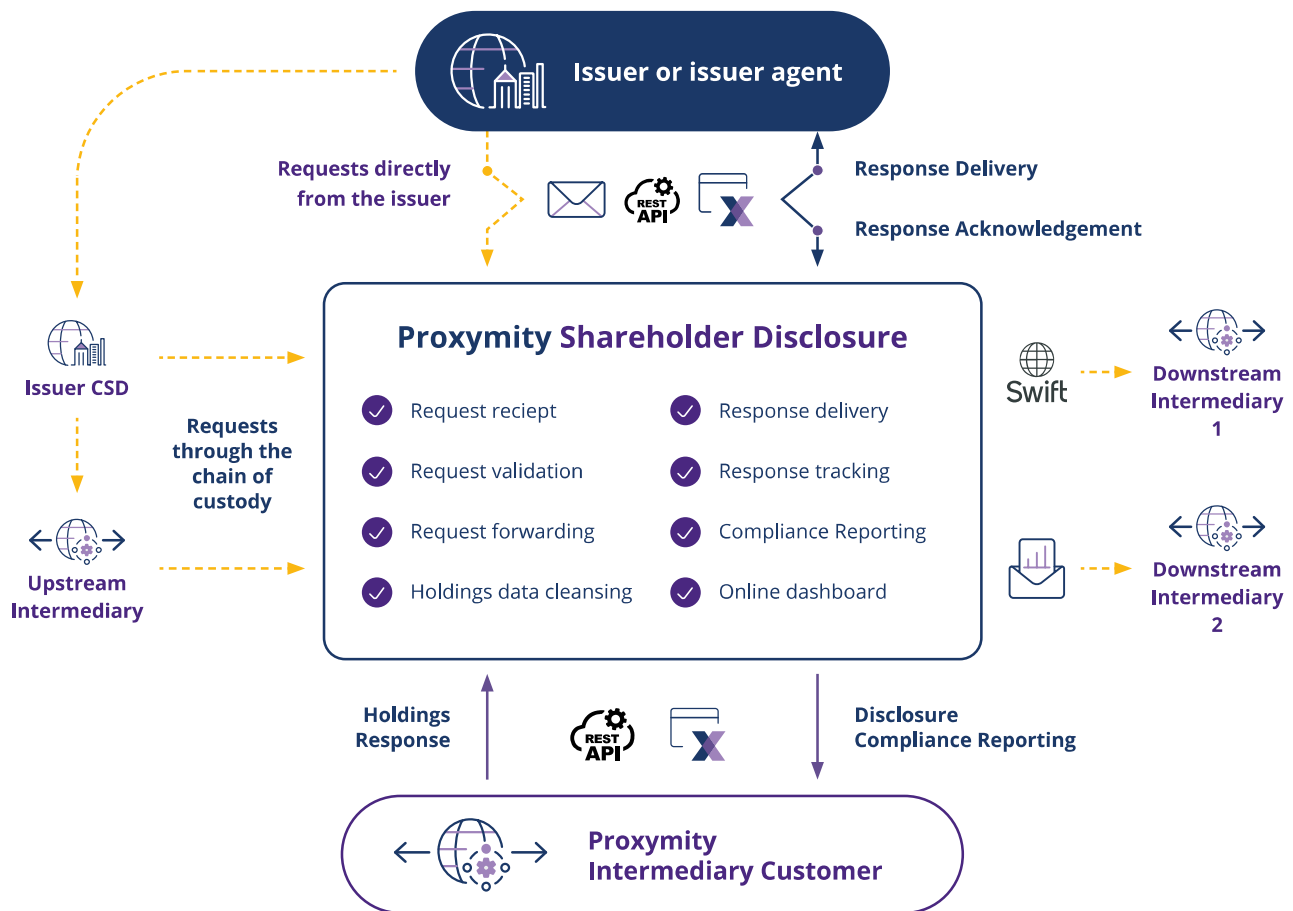 Issuer or issuer agent
Requests directly
from the issuer
REST
API
Response Delivery
Response Acknowledgement
Proxymity Shareholder Disclosure
Request reciept
Request validation
Request forwarding
Holdings data cleansing
Response delivery
Response tracking
Compliance Reporting
Online dashboard
Issuer CSD
Requests
through the
chain of
custody
Upstream
Intermediary
Swift
Downstream
Intermediary
1
Downstream
Intermediary
2
Holdings
Response
REST
API
Disclosure
Compliance Reporting
Proxymity
Intermediary Customer